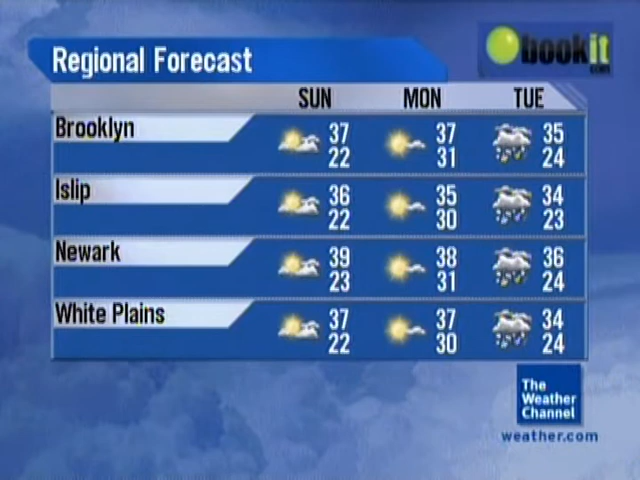 bookit
.com
Regional Forecast
SUN MON TUE
Brooklyn 37 37 35
22 31 24
Islip 36 35 34
22 30 23
Newark 39 38 36
23 31 24
White Plains 37 37 34
22 30 24
The
Weather
Channel
weather.com